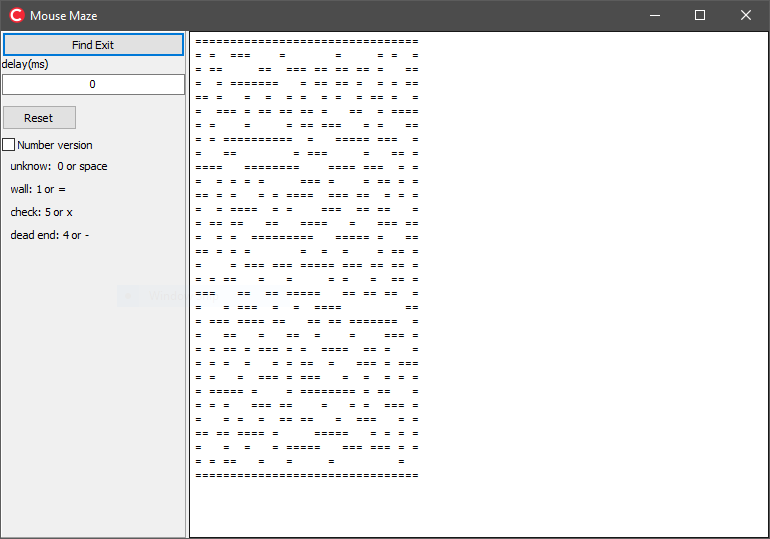 Mouse Maze
Find Exit
delay(ms)
0
Reset
Number version
unknow:  0 or space
wall: 1 or =
check: 5 or x
dead end: 4 or -
================================
= =  ===    =       =     = =  =
= ==     ==  === == == == =   ==
=  = =======   = == = = =   = ==
== =   =  =  = =  = = = == =   =
=  === = == == == =   = == = ====
= =    =     = == ===   = =   ==
= = ==========  =   =====  ===  =
=   ==        = ===     =   == =
====   ========    ==== ===  = =
=  = = = =     === =    = == = =
==  = = = ====  === ==  = = =
=  = ====  = =    ===  == ==   =
= == ==   ==   ====   =   === ==
=  = =  =========   ===== =   ==
== = = =       =  =  =     == =
=    = === === ===== === == == =
= = ==   =   =     = =   =  == =
===   ==  == =====   == == ==  =
=   = ===  =  =  ====         ==
= === ==== ==   == == =======  =
=   ==   =   ==   =    =   === =
= = == = === = =  ====  == =   =
= = =  =   = = ==  =   === = ===
= =   =  === = ===   =  =  = = =
= ===== =    = ======== = ==   =
= = =   === ==    =   = =  === =
=   = =  =  = ==  == =  ===   = =
== == ==== =     =====   = = = =
=   =  =   = =====   === === = =
= = ==   =   =     =         =
================================